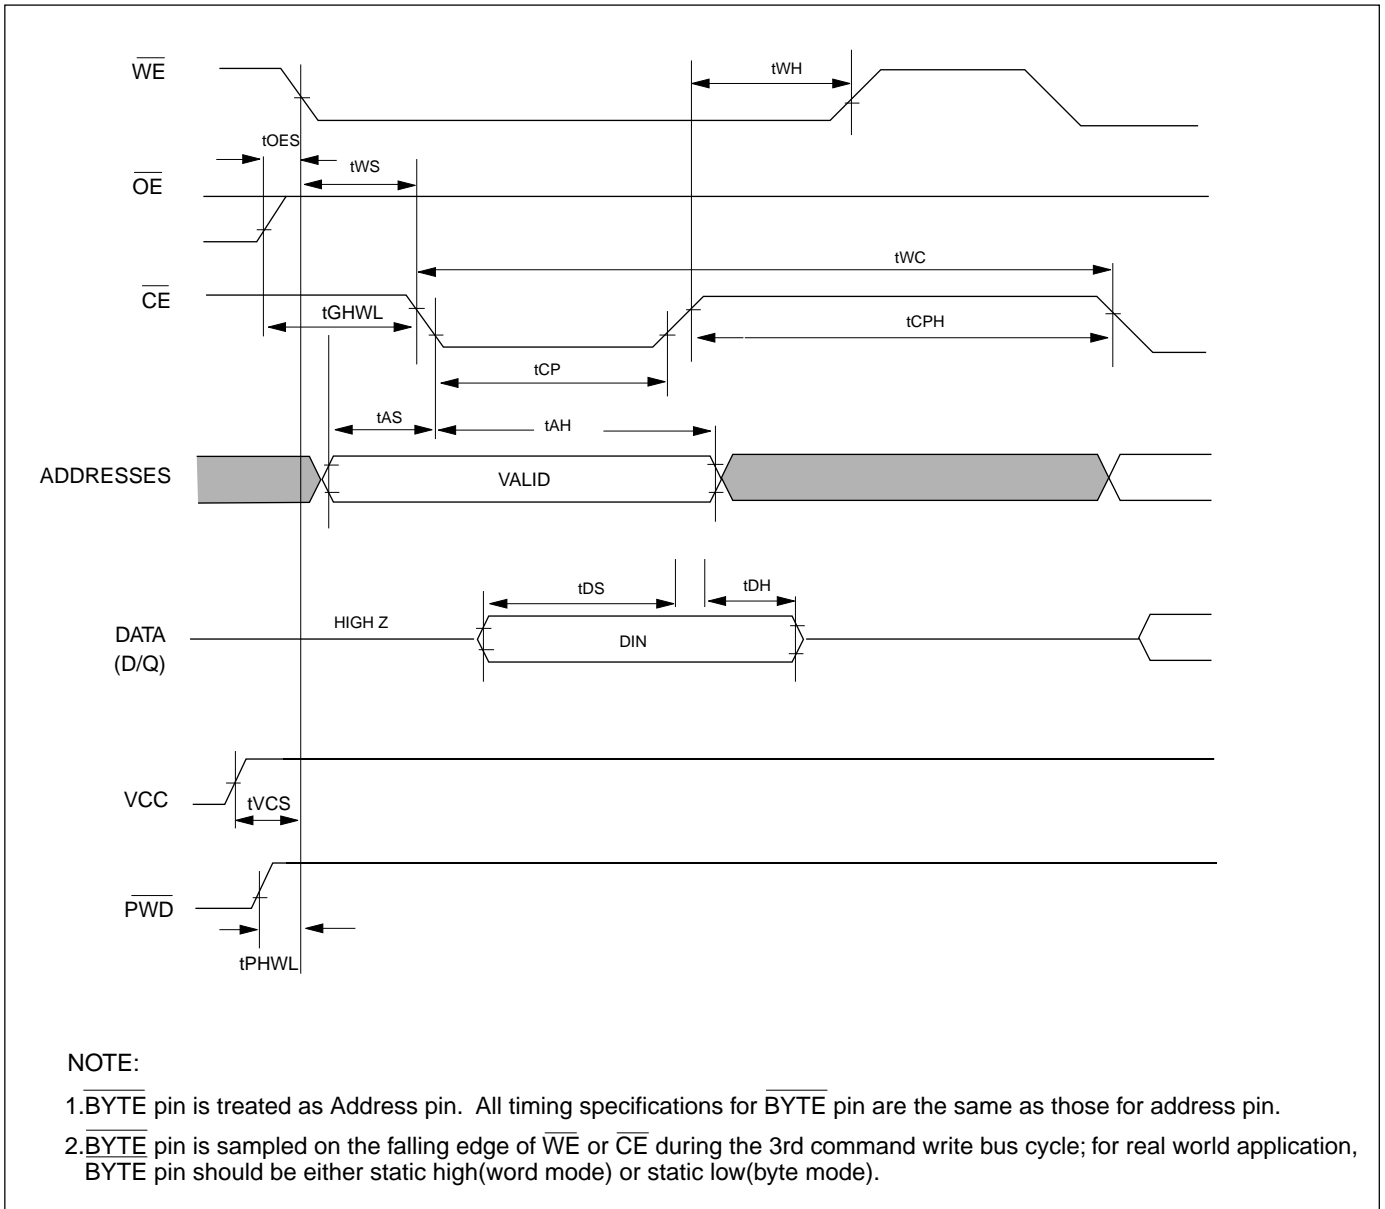 WE
tWH
tOES
tWS
OE
tWC
CE
tGHWL
tCPH
tCP
tAS
tAH
ADDRESSES
VALID
tDS
tDH
HIGH Z
DATA
(D/Q)
DIN
VCC
tVCS
PWD
tPHWL
NOTE:
1.BYTE pin is treated as Address pin. All timing specifications for BYTE pin are the same as those for address pin.
2.BYTE pin is sampled on the falling edge of WE or CE during the 3rd command write bus cycle; for real world application,
BYTE pin should be either static high(word mode) or static low(byte mode).